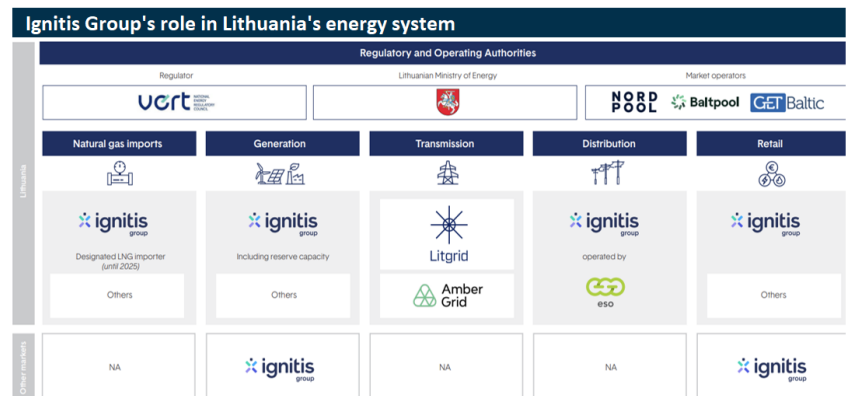 Ignitis Group's role in Lithuania's energy system
Regulatory and Operating Authorities
Regulator
Lithuanian Ministry of Energy
Market operators
vert NATIONAL
ENERGY
REGULATORY
COUNCIL
NORD
POOL
Baltpool
GET Baltic
Lithuania
Natural gas imports
Generation
Transmission
Distribution
Retail
ignitis
group
Designated LNG importer
(until 2025)
Others
ignitis
group
Including reserve capacity
Others
Litgrid
Amber
Grid
ignitis
group
operated by
eso
ignitis
group
Others
Other markets
NA
ignitis
group
NA
NA
ignitis
group